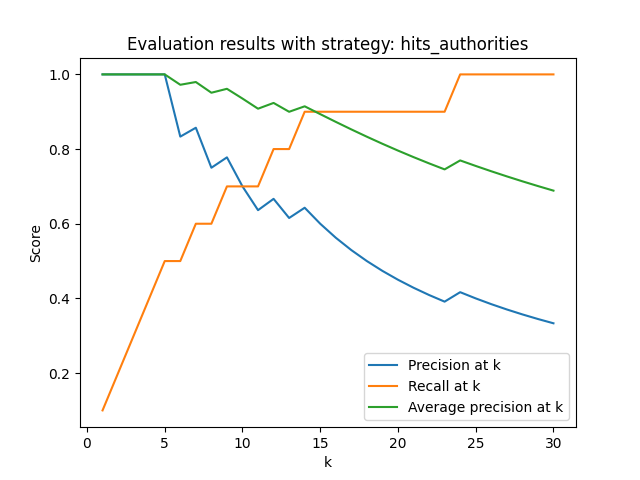 Evaluation results with strategy: hits_authorities
1.0
0.8
0.6
0.4
0.2
Score
0 5 10 15 20 25 30
k
Precision at k
Recall at k
Average precision at k